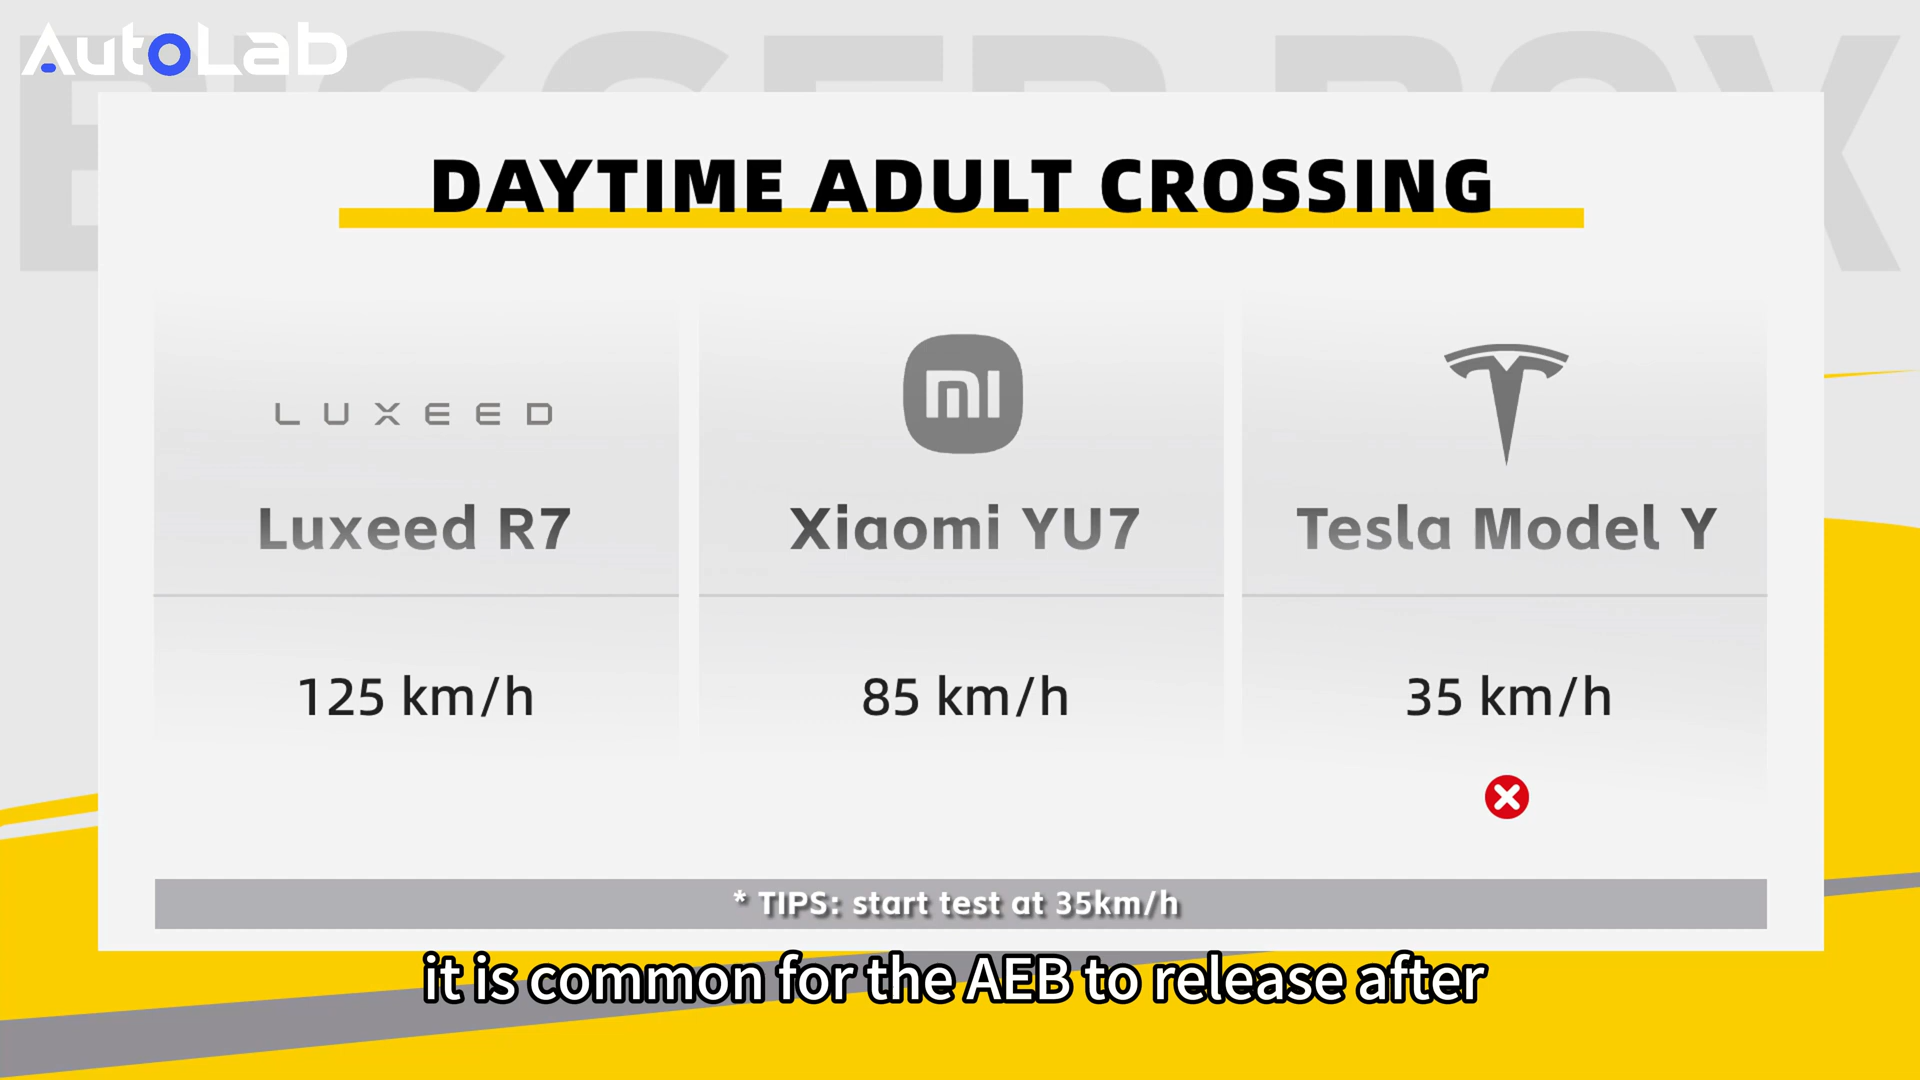 AutoLab
DAYTIME ADULT CROSSING
LUXEED
mi
Luxeed R7
Xiaomi YU7
Tesla Model Y
125 km/h
85 km/h
35 km/h
* TIPS: start test at 35km/h
it is common for the AEB to release after